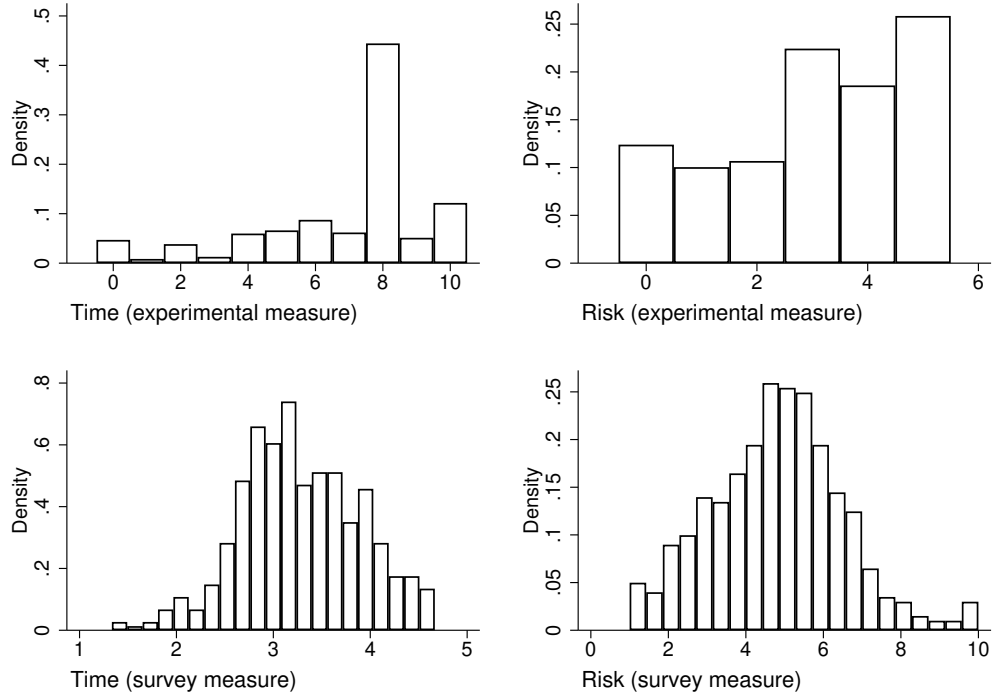 Density
0 .1 .2 .3 .4 .5
0 2 4 6 8 10
Time (experimental measure)
Density
0 .05 .1 .15 .2 .25
0 2 4 6
Risk (experimental measure)
Density
0 .2 .4 .6 .8
1 2 3 4 5
Time (survey measure)
Density
0 .05 .1 .15 .2 .25
0 2 4 6 8 10
Risk (survey measure)